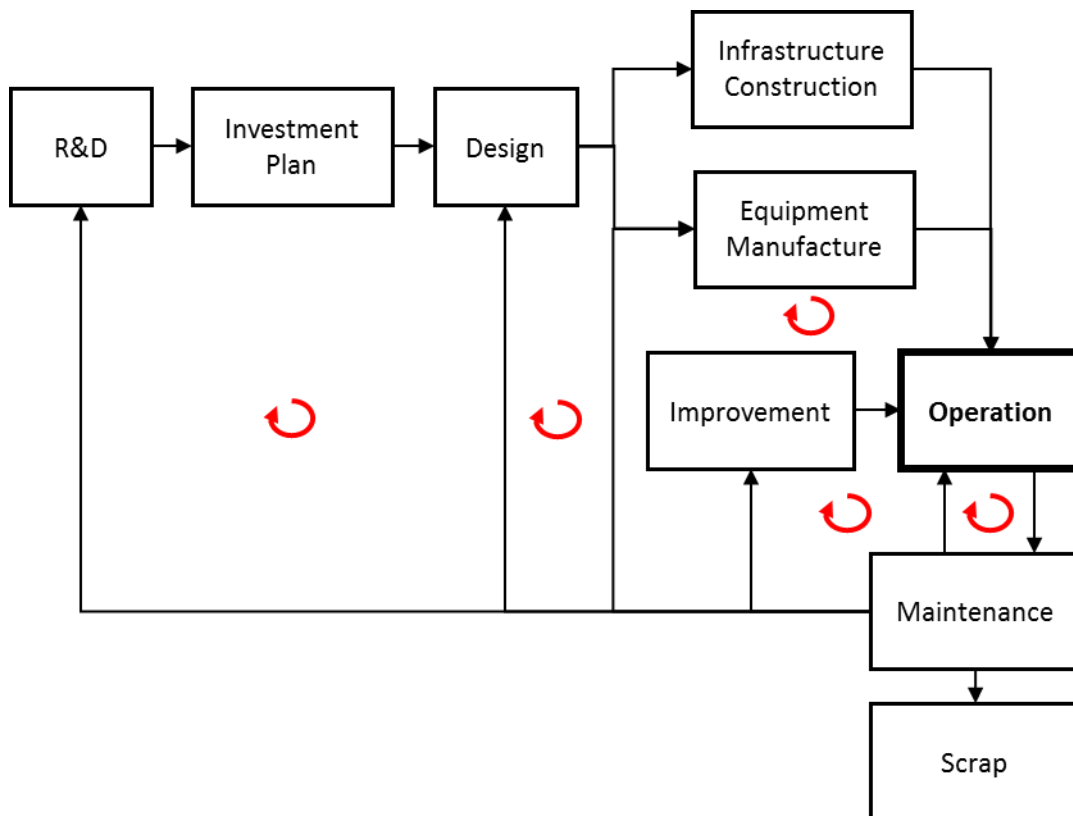 Infrastructure
Construction
R&D
Investment
Plan
Design
Equipment
Manufacture
Improvement
Operation
Maintenance
Scrap